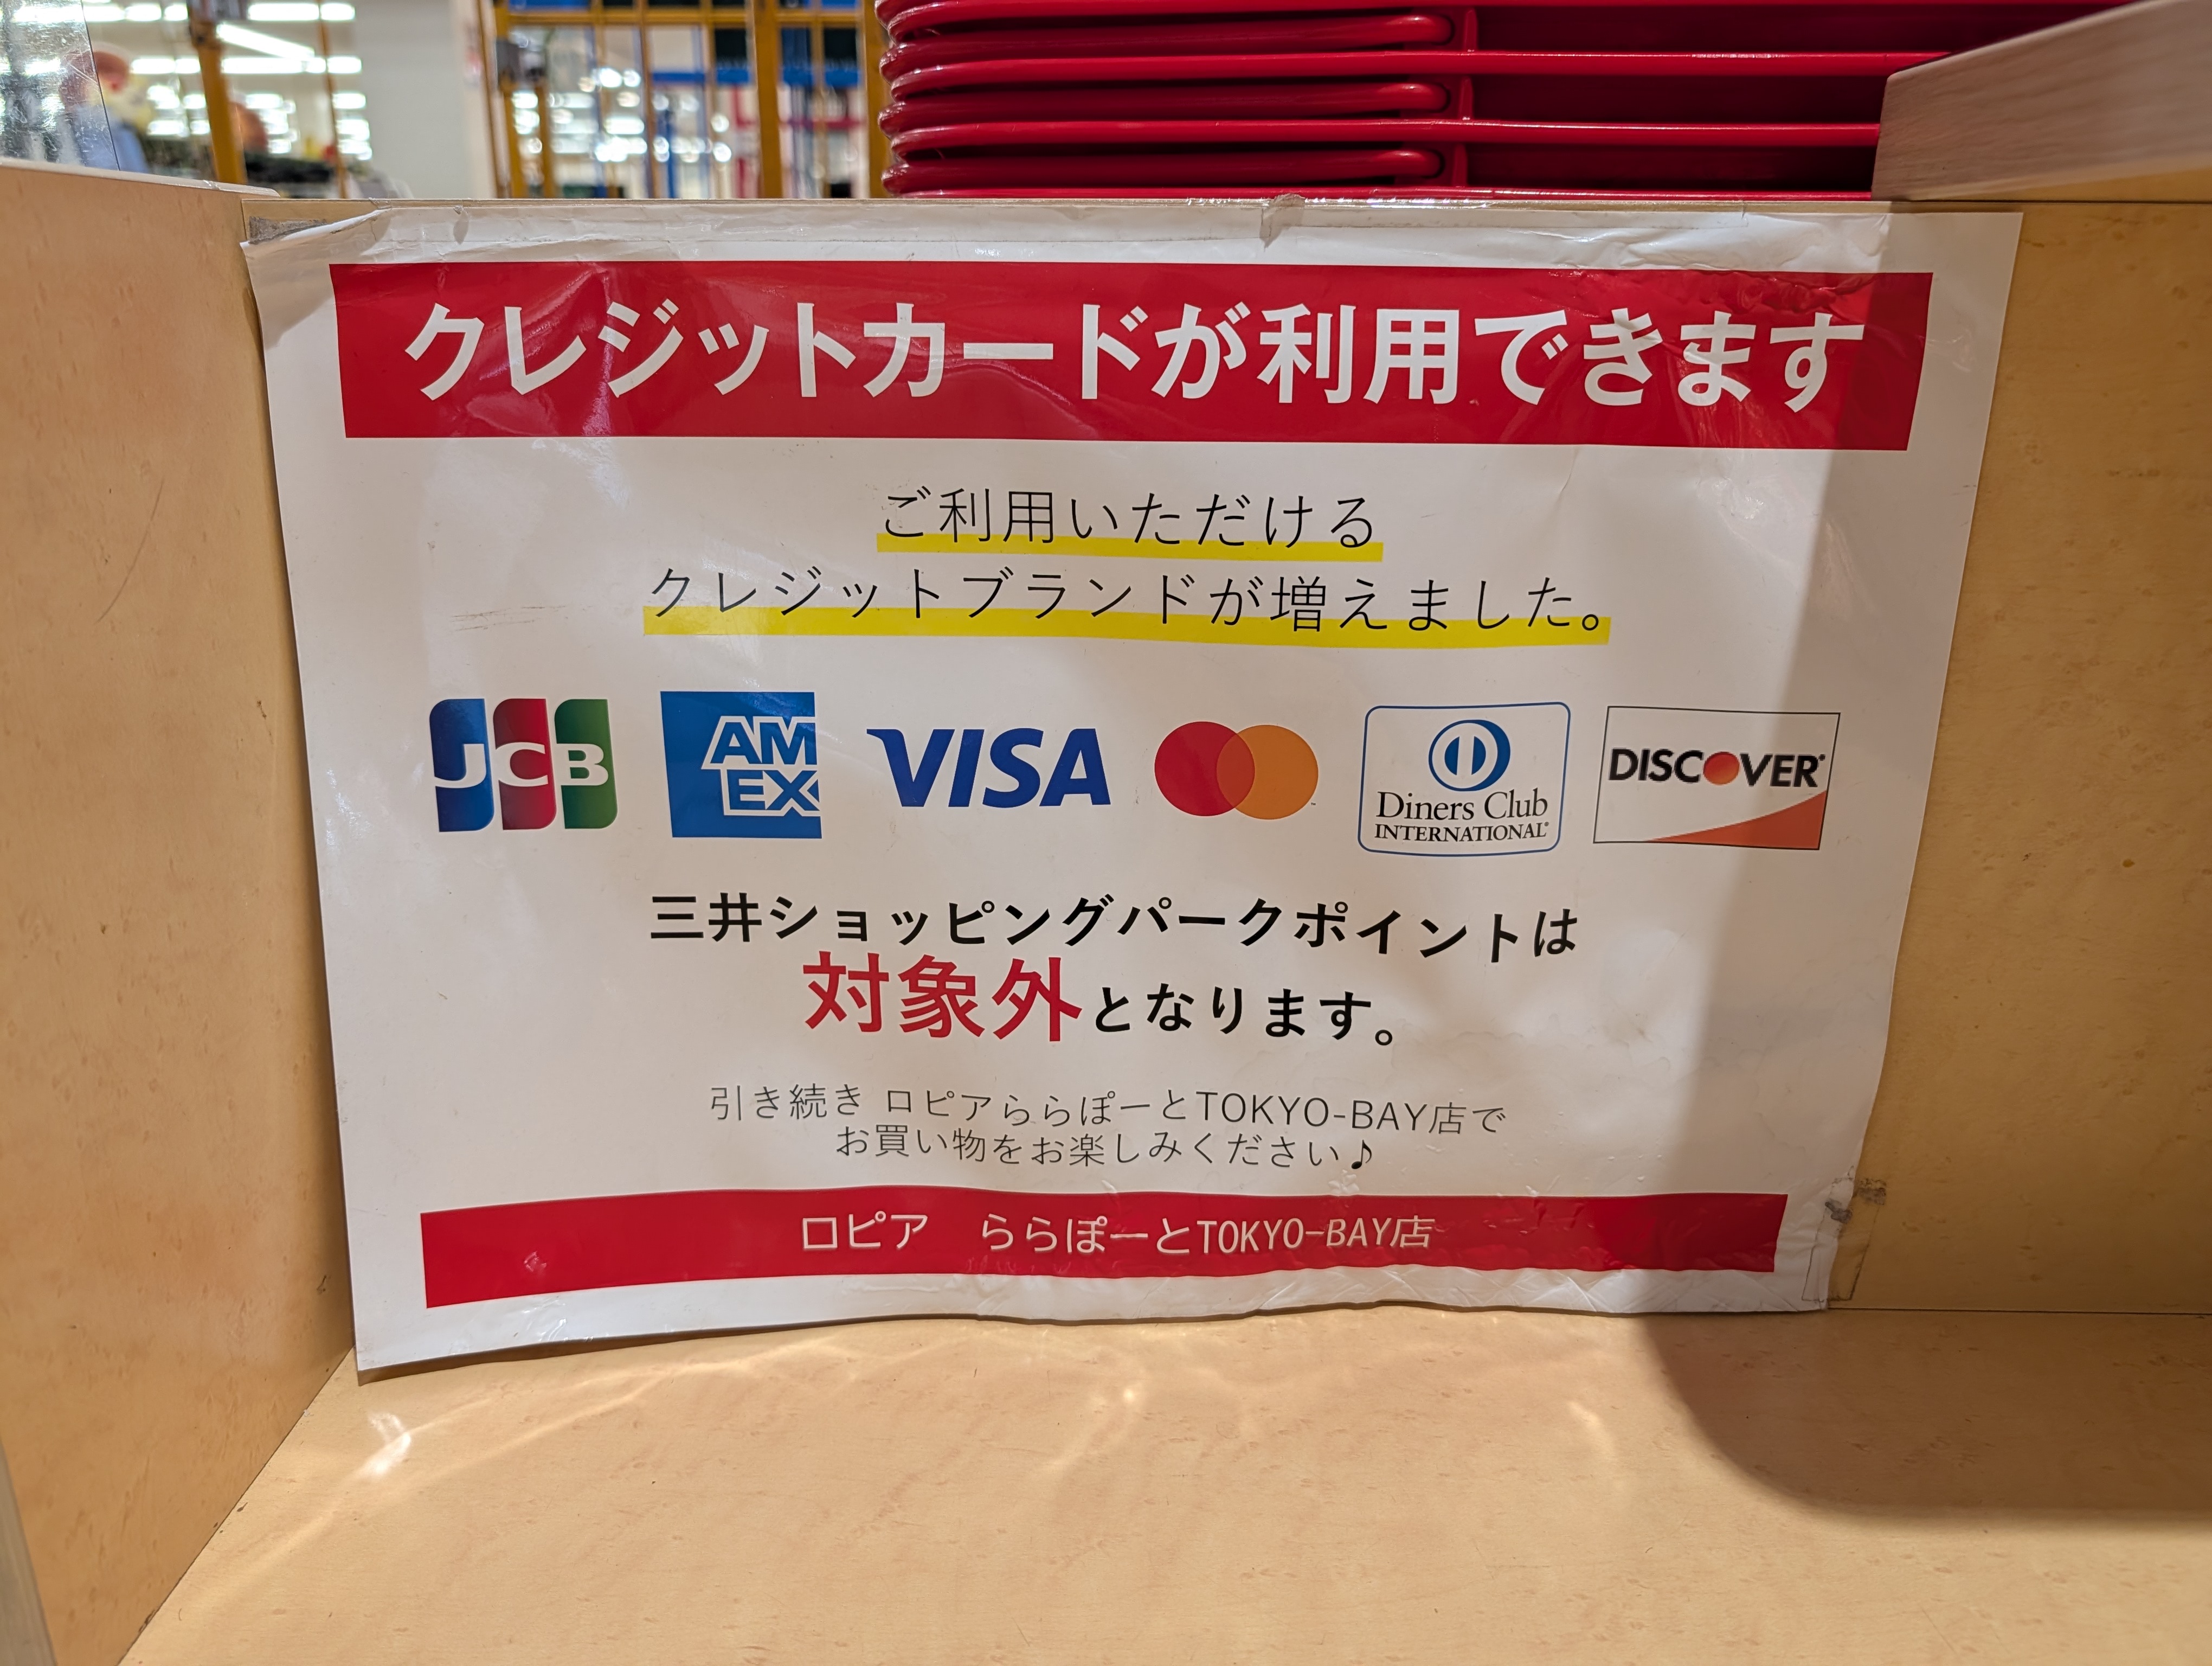 クレジットカードが利用できます
ご利用いただける
クレジットブランドが増えました。
JCB AMEX VISA Diners Club INTERNATIONAL DISCOVER
三井ショッピングパークポイントは
対象外となります。
引き続き ロピアららぽーとTOKYO-BAY店で
お買い物をお楽しみください♪
ロピア　ららぽーとTOKYO-BAY店